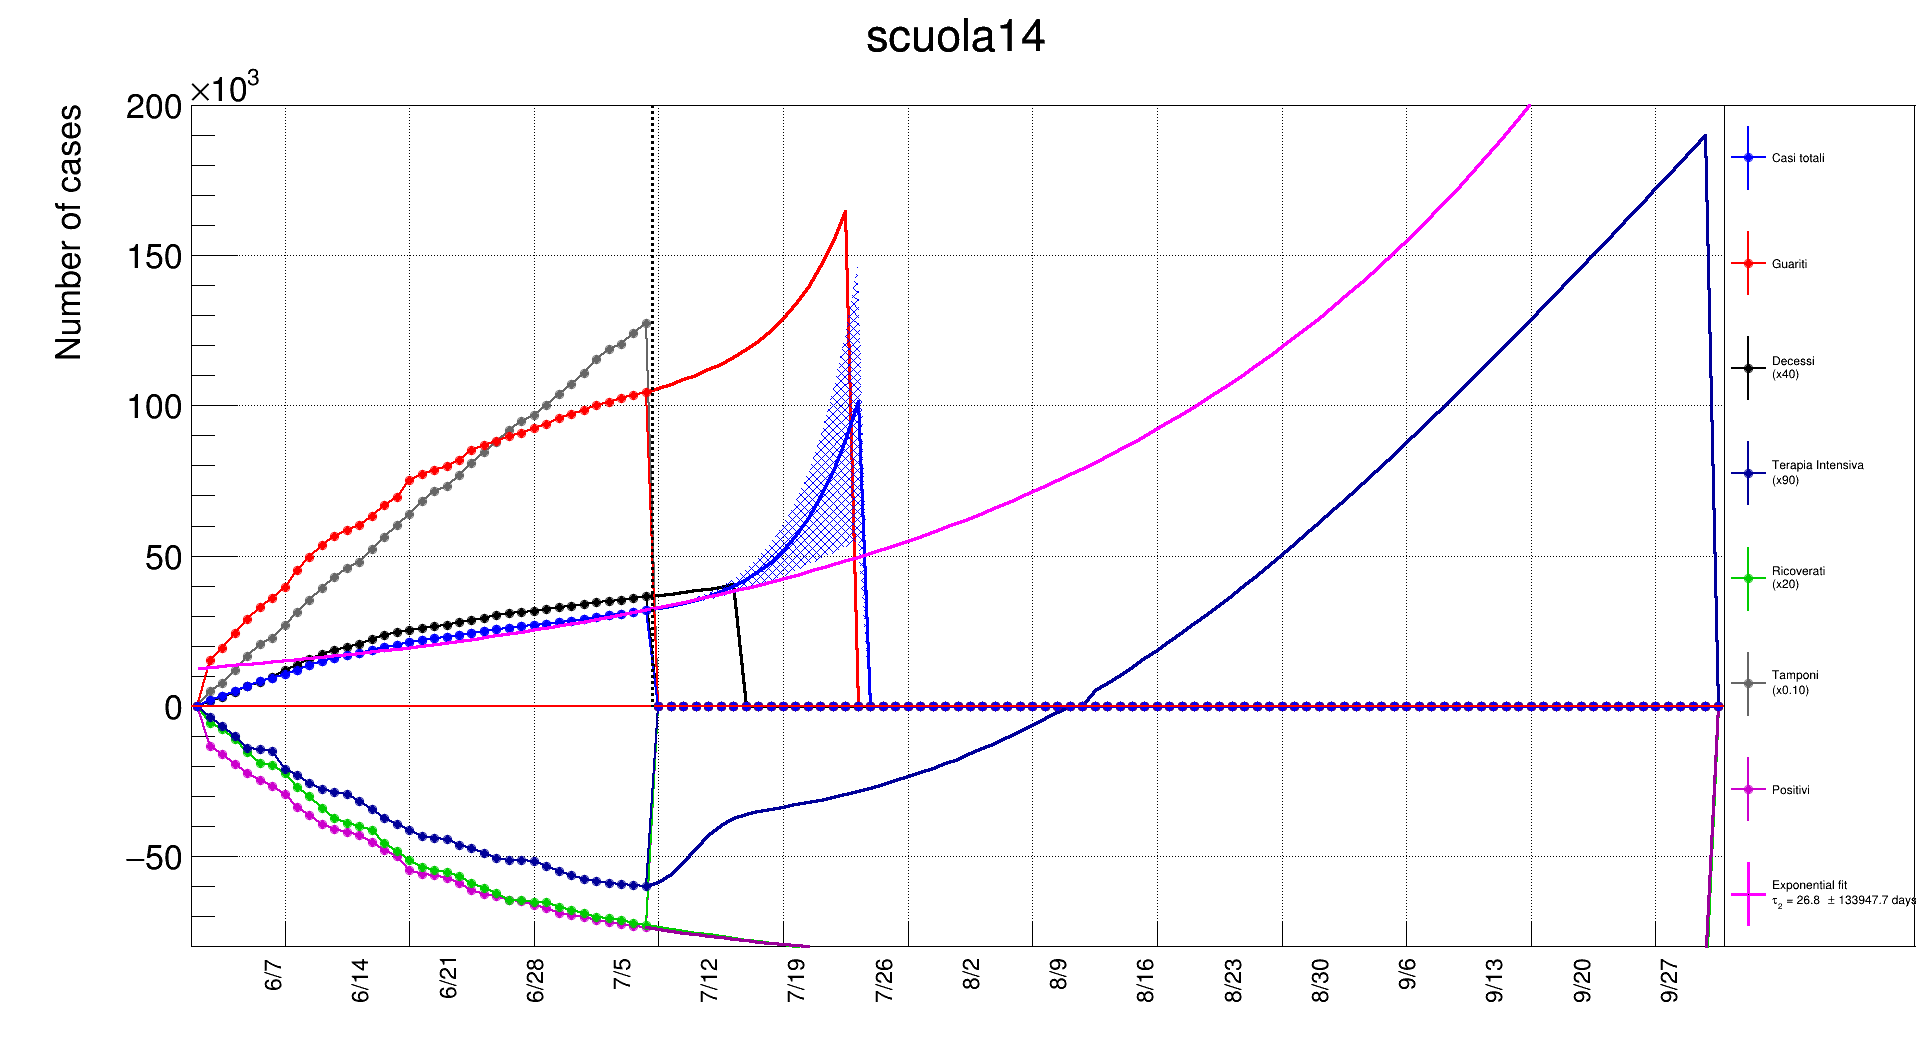 scuola14
×10³
Number of cases
200
150
100
50
0
−50
6/7
6/14
6/21
6/28
7/5
7/12
7/19
7/26
8/2
8/9
8/16
8/23
8/30
9/6
9/13
9/20
9/27
Casi totali
Guariti
Decessi
(x40)
Terapia Intensiva
(x90)
Ricoverati
(x20)
Tamponi
(x0.10)
Positivi
Exponential fit
τ₂ = 26.8 ± 133947.7 days